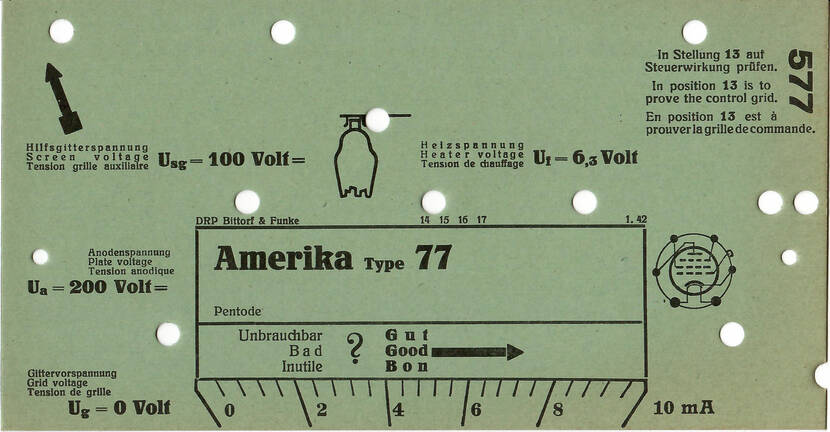 In Stellung 13 auf
Steuerwirkung prüfen.
In position 13 is to
prove the control grid.
En position 13 est à
prouver la grille de commande.
577
Hilfsgitterspannung
Screen voltage
Tension grille auxiliaire
Usg = 100 Volt=
Heizspannung
Heater voltage
Tension de chauffage
Uf = 6,3 Volt
DRP Bittorf & Funke
14 15 16 17
1. 42
Anodenspannung
Plate voltage
Tension anodique
Ua = 200 Volt=
Amerika Type 77
Pentode
Unbrauchbar
Bad
Inutile
?
Gut
Good
Bon
Gittervorspannung
Grid voltage
Tension de grille
Ug = 0 Volt
0 2 4 6 8 10 mA